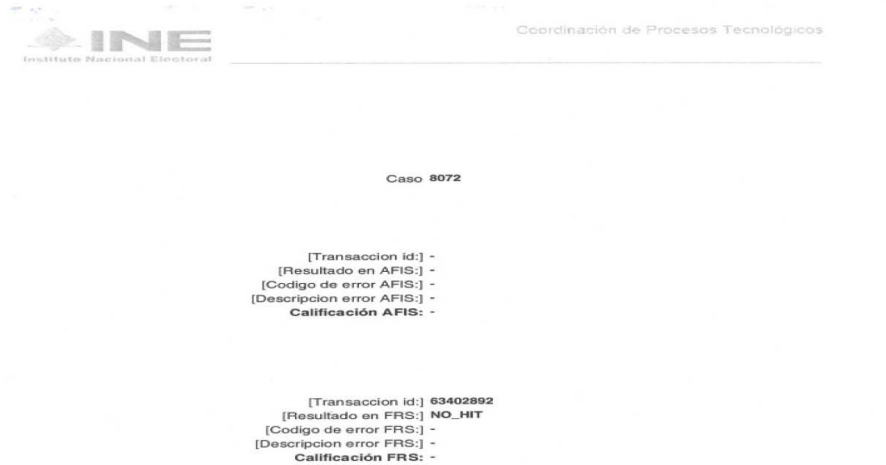 INE
Instituto Nacional Electoral
Coordinación de Procesos Tecnológicos
Caso 8072
[Transaccion id:] -
[Resultado en AFIS:] -
[Codigo de error AFIS:] -
[Descripcion error AFIS:] -
Calificación AFIS: -
[Transaccion id:] 63402892
[Resultado en FRS:] NO_HIT
[Codigo de error FRS:] -
[Descripcion error FRS:] -
Calificación FRS: -